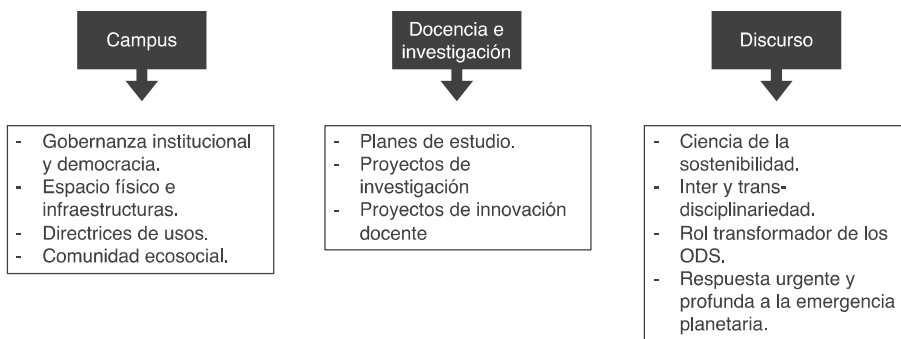 Campus
- Gobernanza institucional
y democracia.
- Espacio físico e
infraestructuras.
- Directrices de usos.
- Comunidad ecosocial.
Docencia e
investigación
- Planes de estudio.
- Proyectos de
investigación
- Proyectos de innovación
docente
Discurso
- Ciencia de la
sostenibilidad.
- Inter y trans-
disciplinariedad.
- Rol transformador de los
ODS.
- Respuesta urgente y
profunda a la emergencia
planetaria.